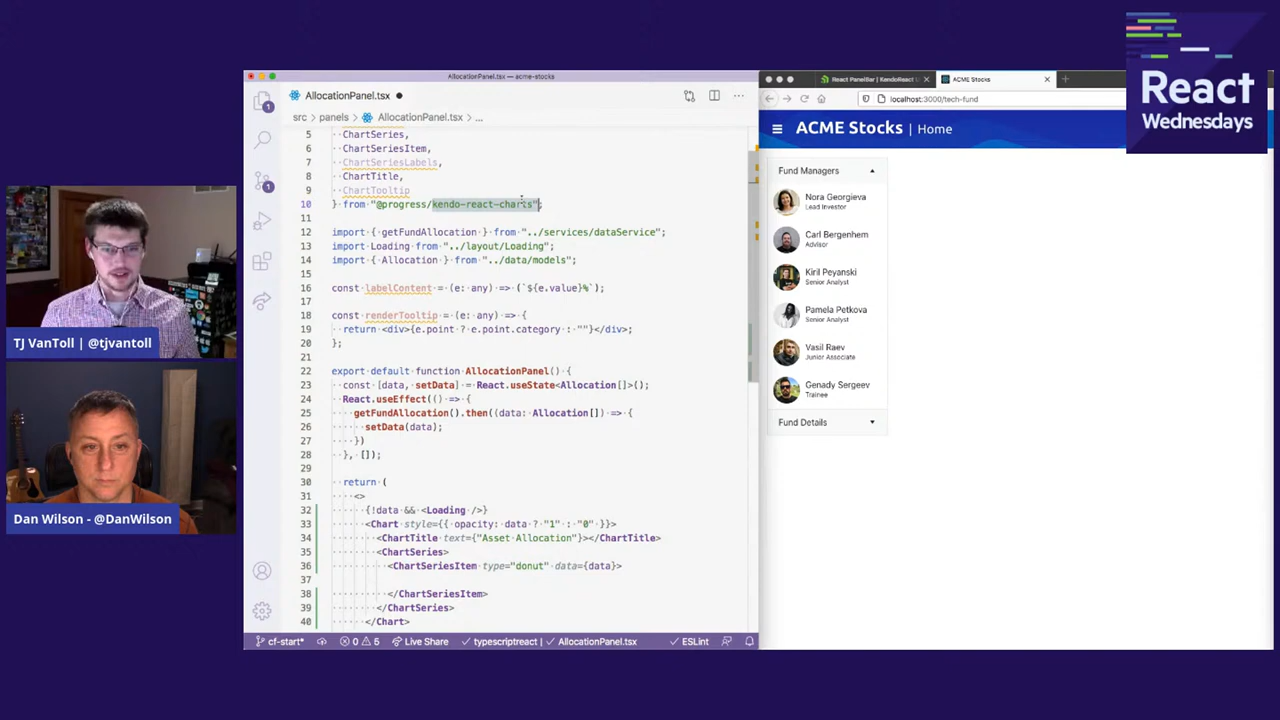 React
Wednesdays
AllocationPanel.tsx — acme-stocks
AllocationPanel.tsx ●
src › panels › AllocationPanel.tsx › ...
5 ChartSeries,
6 ChartSeriesItem,
7 ChartSeriesLabels,
8 ChartTitle,
9 ChartTooltip
10 } from "@progress/kendo-react-charts";
11
12 import { getFundAllocation } from "../services/dataService";
13 import Loading from "../layout/Loading";
14 import { Allocation } from "../data/models";
15
16 const labelContent = (e: any) => (`${e.value}%`);
17
18 const renderTooltip = (e: any) => {
19 return <div>{e.point ? e.point.category : ""}</div>;
20 };
21
22 export default function AllocationPanel() {
23 const [data, setData] = React.useState<Allocation[]>();
24 React.useEffect(() => {
25 getFundAllocation().then((data: Allocation[]) => {
26 setData(data);
27 })
28 }, []);
29
30 return (
31 <>
32 {!data && <Loading />}
33 <Chart style={{ opacity: data ? "1" : "0" }}>
34 <ChartTitle text={"Asset Allocation"}></ChartTitle>
35 <ChartSeries>
36 <ChartSeriesItem type="donut" data={data}>
37
38 </ChartSeriesItem>
39 </ChartSeries>
40 </Chart>
cf-start* 0 5 Live Share typescriptreact AllocationPanel.tsx ESLint
1
1
React PanelBar | KendoReact U
ACME Stocks
localhost:3000/tech-fund
ACME Stocks | Home
Fund Managers
Nora Georgieva
Lead Investor
Carl Bergenhem
Advisor
Kiril Peyanski
Senior Analyst
Pamela Petkova
Senior Analyst
Vasil Raev
Junior Associate
Genady Sergeev
Trainee
Fund Details
TJ VanToll | @tjvantoll
Dan Wilson - @DanWilson